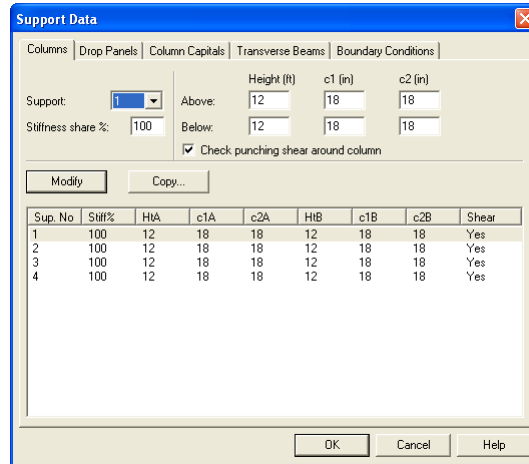 Support Data
Columns Drop Panels Column Capitals Transverse Beams Boundary Conditions
Height (ft) c1 (in) c2 (in)
Support: 1 Above: 12 18 18
Stiffness share %: 100 Below: 12 18 18
Check punching shear around column
Modify Copy...
Sup. No Stiff% HtA c1A c2A HtB c1B c2B Shear
1 100 12 18 18 12 18 18 Yes
2 100 12 18 18 12 18 18 Yes
3 100 12 18 18 12 18 18 Yes
4 100 12 18 18 12 18 18 Yes
OK Cancel Help